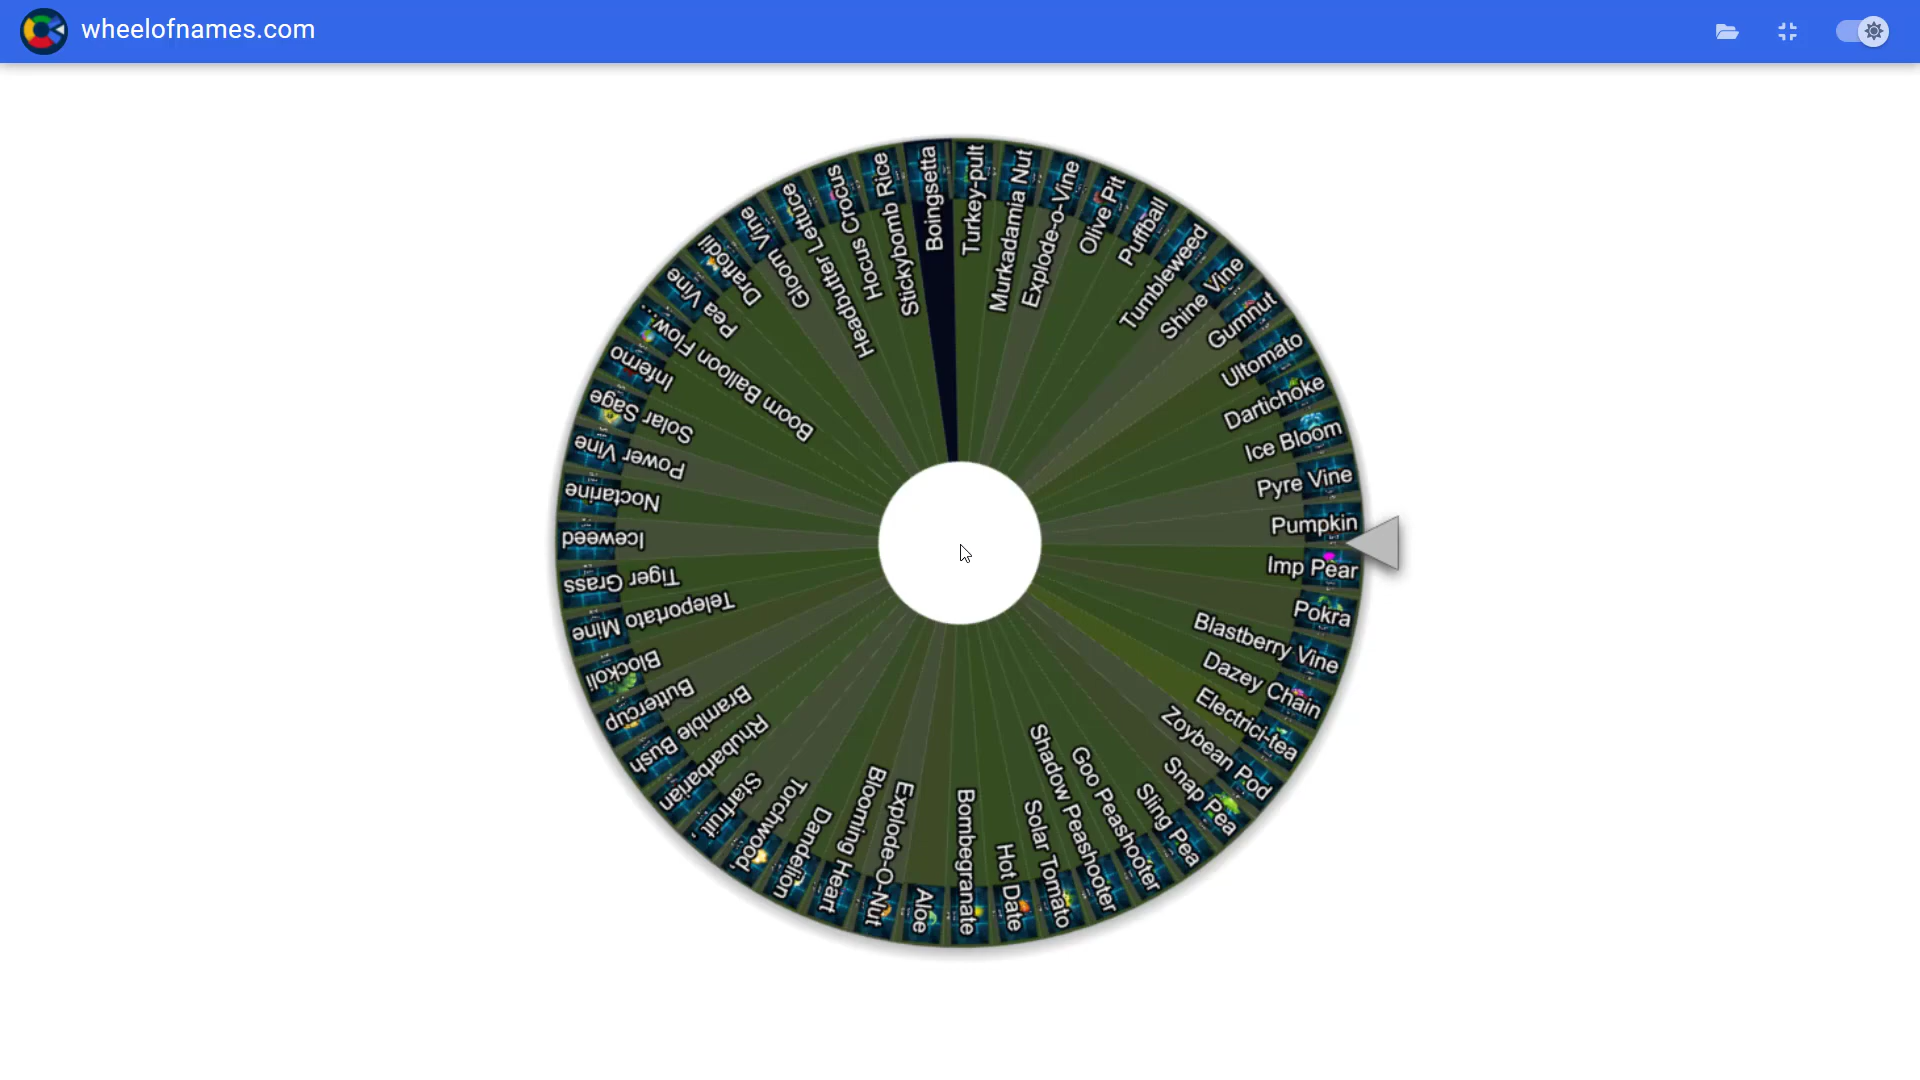 wheelofnames.com
Boingsetta
Turkey-pult
Murkadamia Nut
Explode-o-Vine
Olive Pit
Puffball
Tumbleweed
Shine Vine
Gumnut
Ultomato
Dartichoke
Ice Bloom
Pyre Vine
Pumpkin
Imp Pear
Pokra
Blastberry Vine
Dazey Chain
Electrici-tea
Zoybean Pod
Snap Pea
Sling Pea
Goo Peashooter
Shadow Peashooter
Solar Tomato
Hot Date
Bombegranate
Aloe
Explode-O-Nut
Blooming Heart
Dandelion
Torchwood,
Starfruit,
Rhubarbarian
Bramble Bush
Buttercup
Blockoli
Teleportato Mine
Tiger Grass
Iceweed
Noctarine
Power Vine
Solar Sage
Inferno
Boom Balloon Flow...
Pea Vine
Draftodil
Gloom Vine
Headbutter Lettuce
Hocus Crocus
Stickybomb Rice